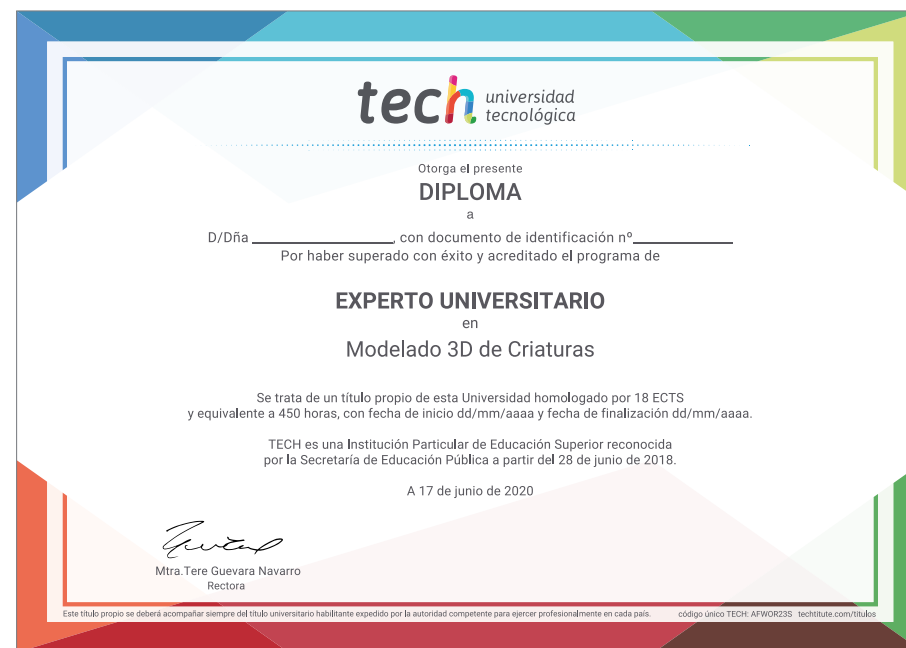 tech universidad
tecnológica
Otorga el presente
DIPLOMA
a
D/Dña ____________________, con documento de identificación nº______________
Por haber superado con éxito y acreditado el programa de
EXPERTO UNIVERSITARIO
en
Modelado 3D de Criaturas
Se trata de un título propio de esta Universidad homologado por 18 ECTS
y equivalente a 450 horas, con fecha de inicio dd/mm/aaaa y fecha de finalización dd/mm/aaaa.
TECH es una Institución Particular de Educación Superior reconocida
por la Secretaría de Educación Pública a partir del 28 de junio de 2018.
A 17 de junio de 2020
Mtra.Tere Guevara Navarro
Rectora
Este título propio se deberá acompañar siempre del título universitario habilitante expedido por la autoridad competente para ejercer profesionalmente en cada país. código único TECH: AFWOR23S techtitute.com/titulos